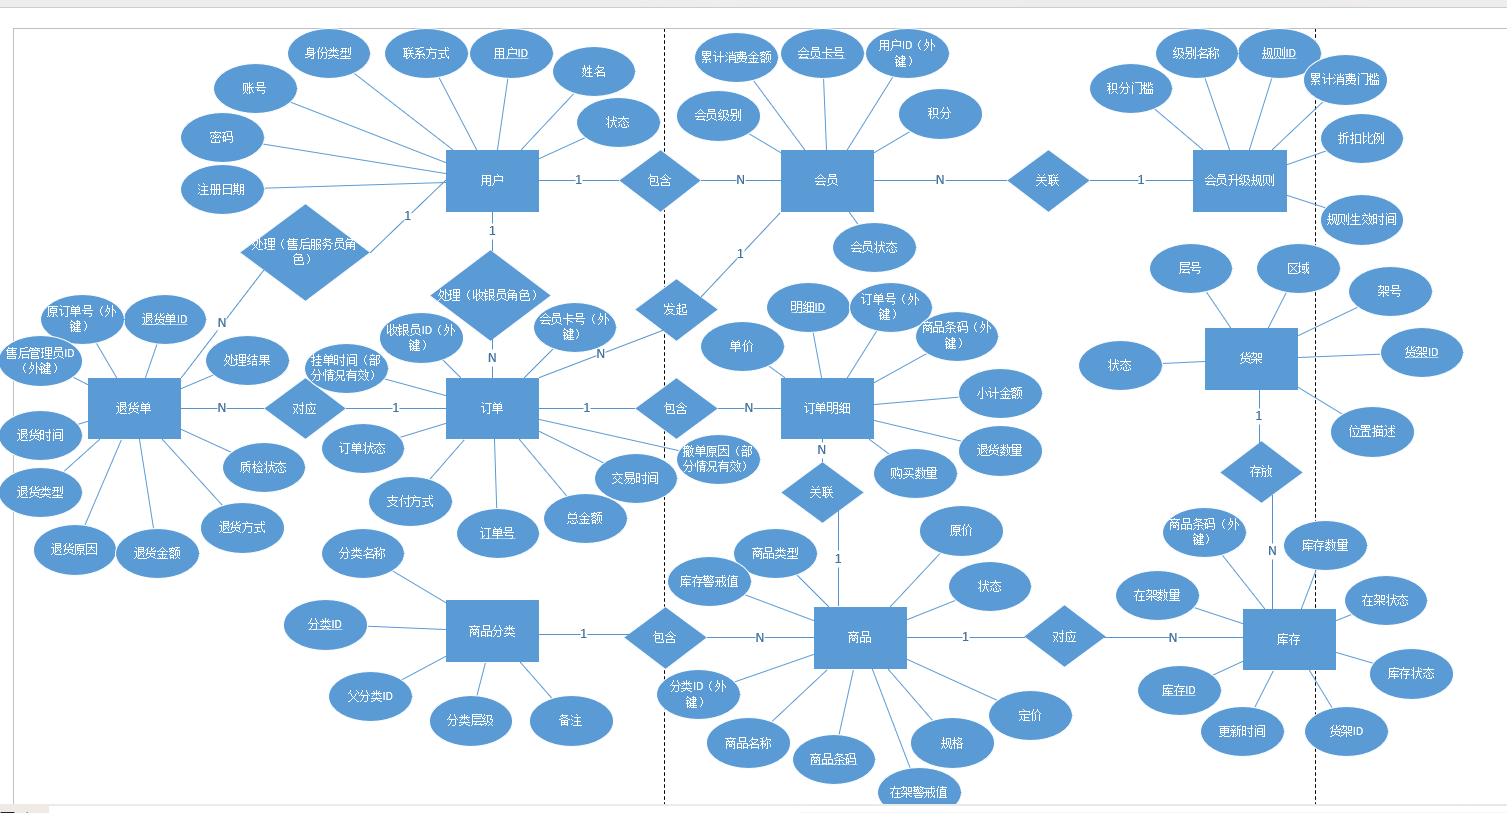 身份类型
联系方式
用户ID
姓名
账号
状态
密码
注册日期
用户
1
包含
N
累计消费金额
会员卡号
用户ID（外
键）
会员级别
积分
会员
会员状态
N
关联
1
级别名称
规则ID
积分门槛
累计消费门槛
折扣比例
会员升级规则
规则生效时间
1
处理（售后服务员角
色）
N
1
处理（收银员角色）
N
1
发起
N
原订单号（外
键）
退货单ID
售后管理员ID
（外键）
处理结果
退货单
退货时间
质检状态
退货类型
退货方式
退货原因
退货金额
N
对应
1
收银员ID（外
键）
会员卡号（外
键）
挂单时间（部
分情况有效）
订单
订单状态
撤单原因（部
分情况有效）
交易时间
支付方式
总金额
订单号
1
包含
N
明细ID
订单号（外
键）
单价
商品条码（外
键）
小计金额
订单明细
退货数量
购买数量
N
关联
1
层号
区域
架号
状态
货架
货架ID
位置描述
1
存放
N
分类名称
分类ID
商品分类
父分类ID
分类层级
备注
1
包含
N
商品类型
原价
库存警戒值
状态
商品
分类ID（外
键）
定价
商品名称
商品条码
规格
在架警戒值
1
对应
N
商品条码（外
键）
库存数量
在架数量
在架状态
库存
库存状态
库存ID
更新时间
货架ID